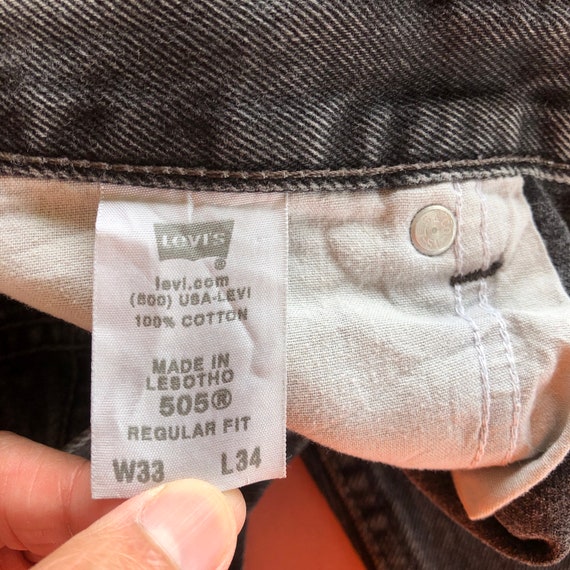 LEVI'S
®
levi.com
(800) USA-LEVI
100% COTTON
MADE IN
LESOTHO
505®
REGULAR FIT
W33 L34